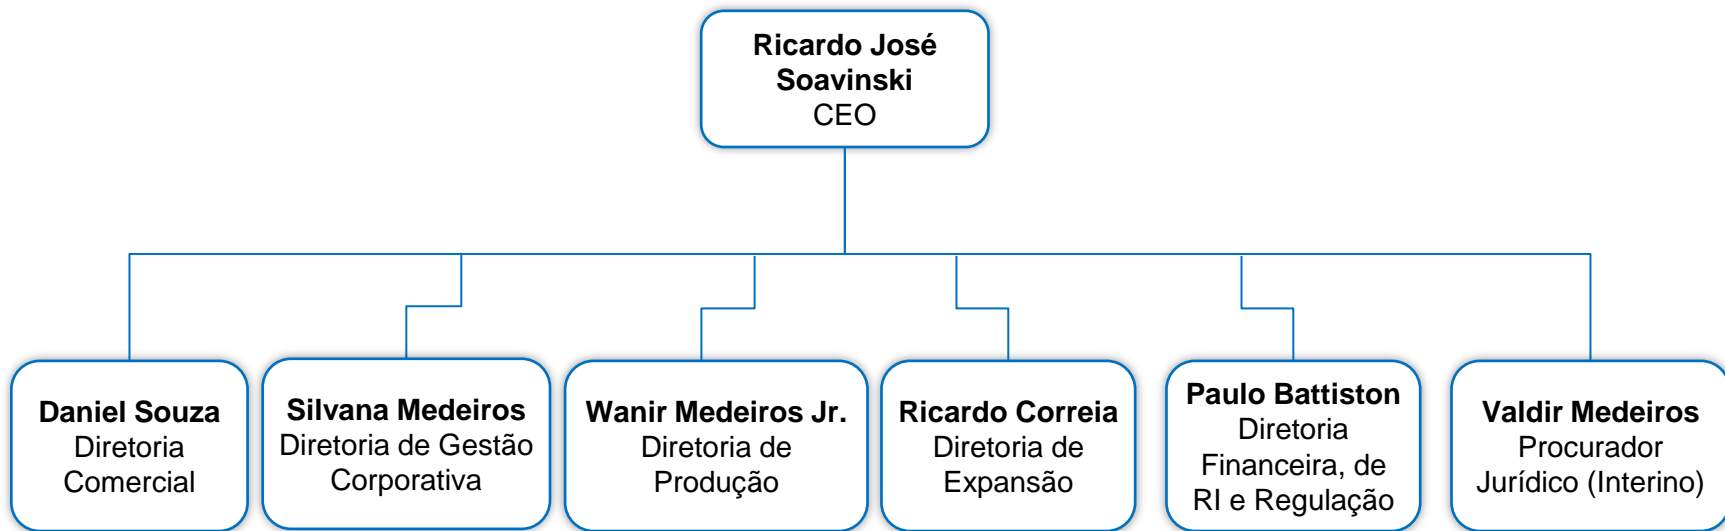 Ricardo José
Soavinski
CEO
Daniel Souza
Diretoria
Comercial
Silvana Medeiros
Diretoria de Gestão
Corporativa
Wanir Medeiros Jr.
Diretoria de
Produção
Ricardo Correia
Diretoria de
Expansão
Paulo Battiston
Diretoria
Financeira, de
RI e Regulação
Valdir Medeiros
Procurador
Jurídico (Interino)